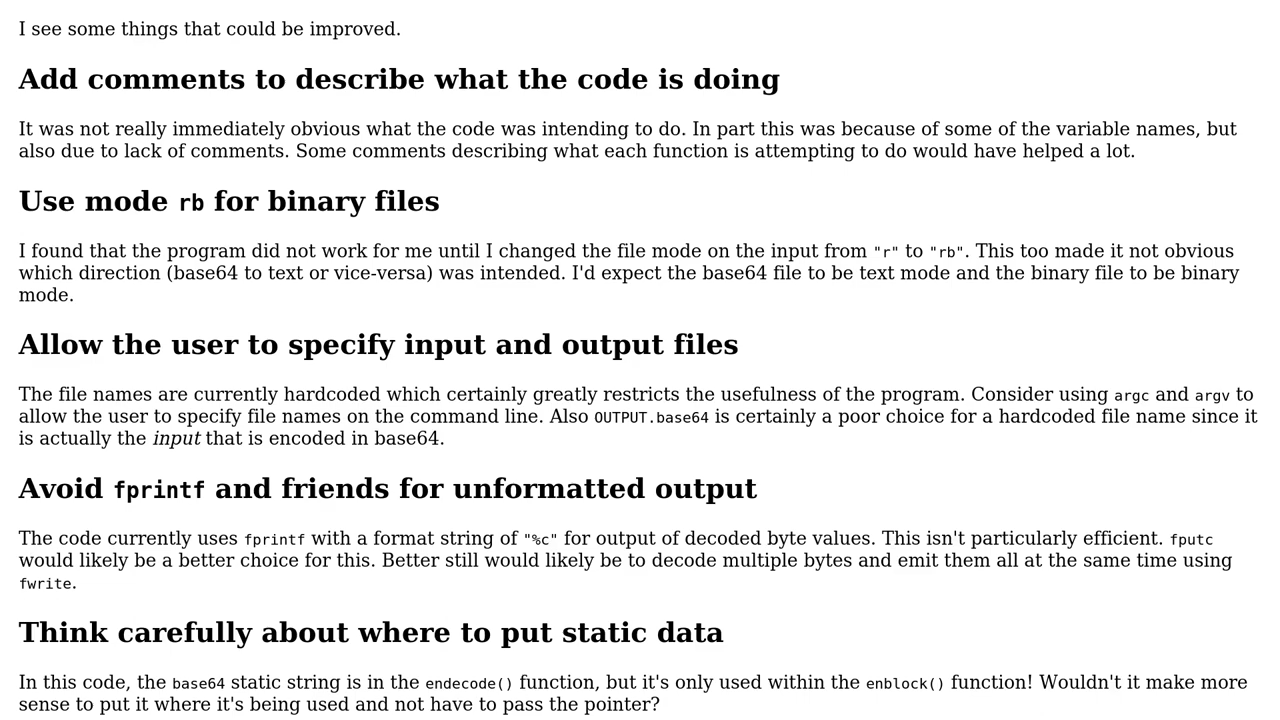 I see some things that could be improved.
Add comments to describe what the code is doing
It was not really immediately obvious what the code was intending to do. In part this was because of some of the variable names, but
also due to lack of comments. Some comments describing what each function is attempting to do would have helped a lot.
Use mode rb for binary files
I found that the program did not work for me until I changed the file mode on the input from "r" to "rb". This too made it not obvious
which direction (base64 to text or vice-versa) was intended. I'd expect the base64 file to be text mode and the binary file to be binary
mode.
Allow the user to specify input and output files
The file names are currently hardcoded which certainly greatly restricts the usefulness of the program. Consider using argc and argv to
allow the user to specify file names on the command line. Also OUTPUT.base64 is certainly a poor choice for a hardcoded file name since it
is actually the input that is encoded in base64.
Avoid fprintf and friends for unformatted output
The code currently uses fprintf with a format string of "%c" for output of decoded byte values. This isn't particularly efficient. fputc
would likely be a better choice for this. Better still would likely be to decode multiple bytes and emit them all at the same time using
fwrite.
Think carefully about where to put static data
In this code, the base64 static string is in the endecode() function, but it's only used within the enblock() function! Wouldn't it make more
sense to put it where it's being used and not have to pass the pointer?